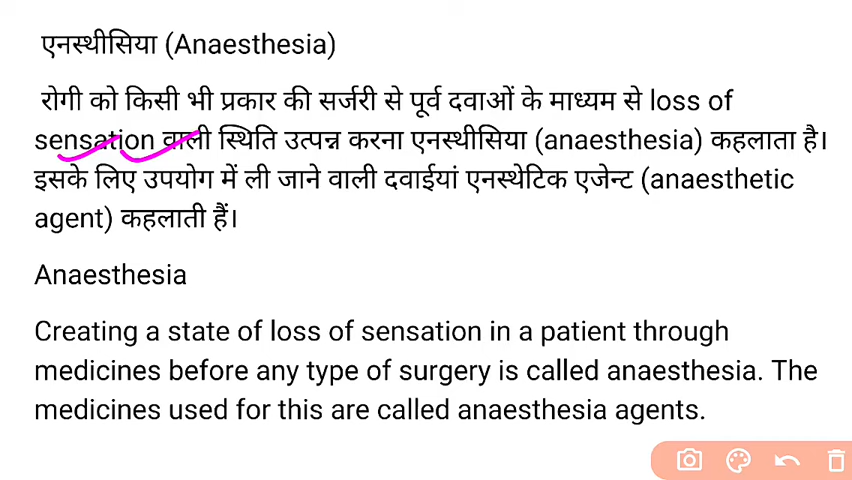 एनस्थीसिया (Anaesthesia)
रोगी को किसी भी प्रकार की सर्जरी से पूर्व दवाओं के माध्यम से loss of
sensation वाली स्थिति उत्पन्न करना एनस्थीसिया (anaesthesia) कहलाता है।
इसके लिए उपयोग में ली जाने वाली दवाईयां एनस्थेटिक एजेन्ट (anaesthetic
agent) कहलाती हैं।
Anaesthesia
Creating a state of loss of sensation in a patient through
medicines before any type of surgery is called anaesthesia. The
medicines used for this are called anaesthesia agents.